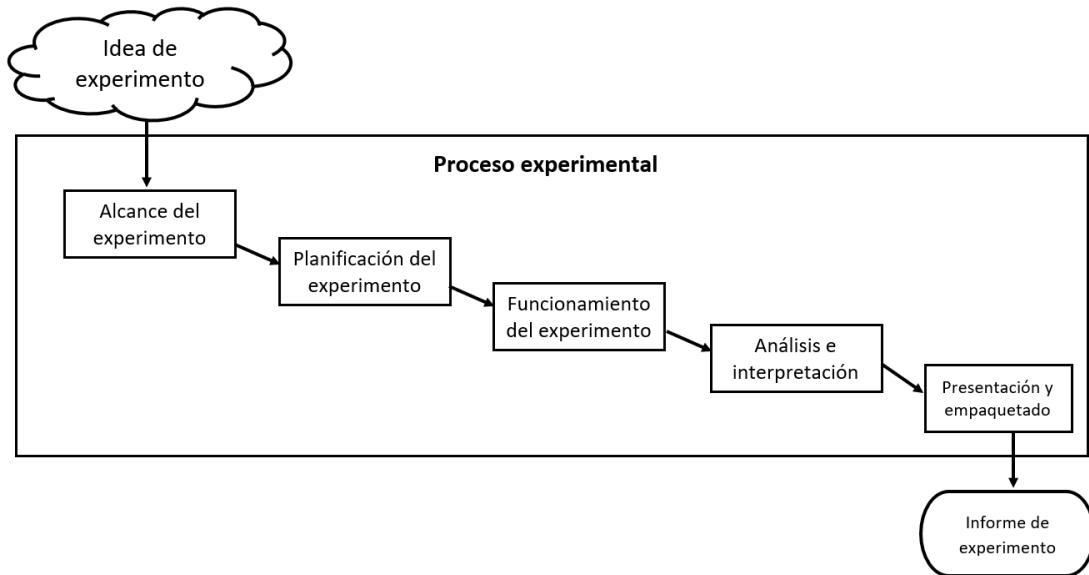 Idea de
experimento
Proceso experimental
Alcance del
experimento
Planificación del
experimento
Funcionamiento
del experimento
Análisis e
interpretación
Presentación y
empaquetado
Informe de
experimento